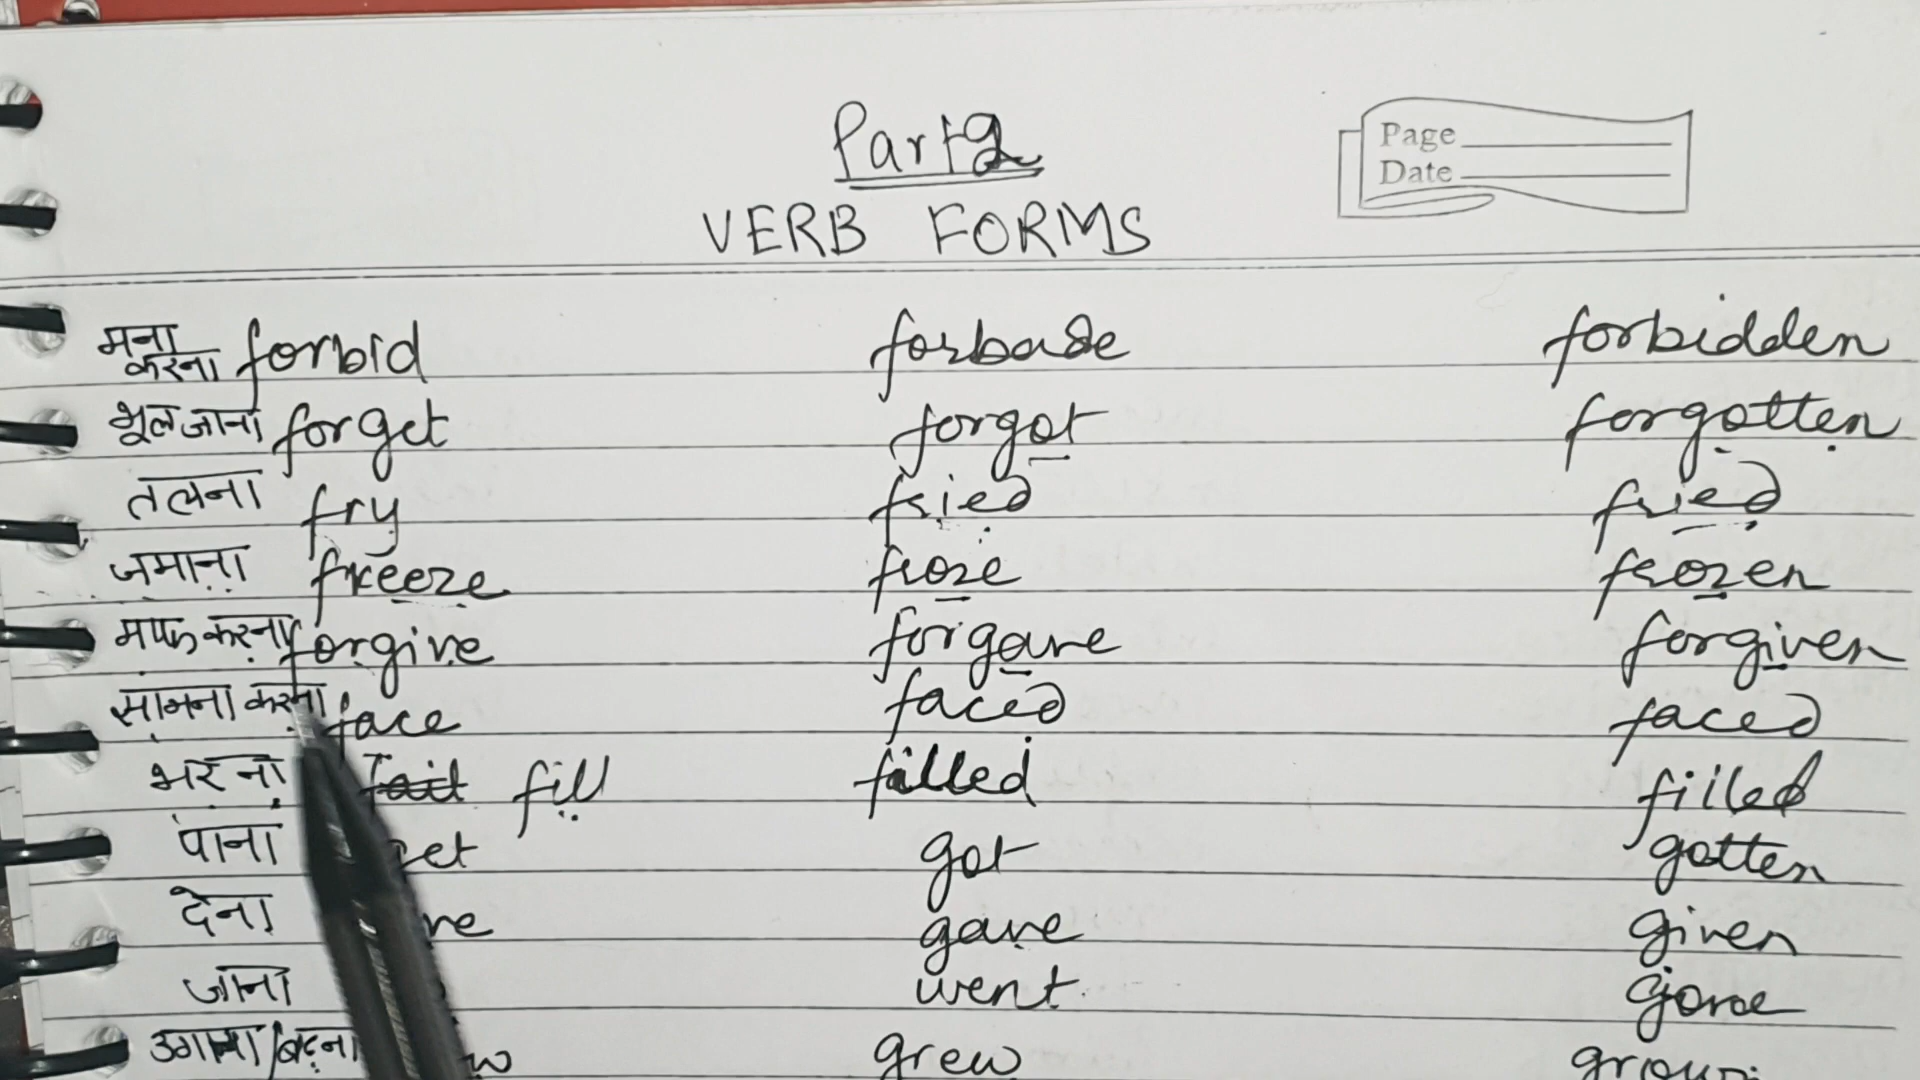 Part 2
Page
Date
VERB FORMS
मना करना forbid forbade forbidden
भूल जाना forget forgot forgotten
तलना fry fried fried
जमाना freeze froze frozen
माफ करना forgive forgave forgiven
सामना करना face faced faced
भरना fill filled filled
पाना got gotten
देना gave given
जाना went gone
उगाना/बढ़ना grew